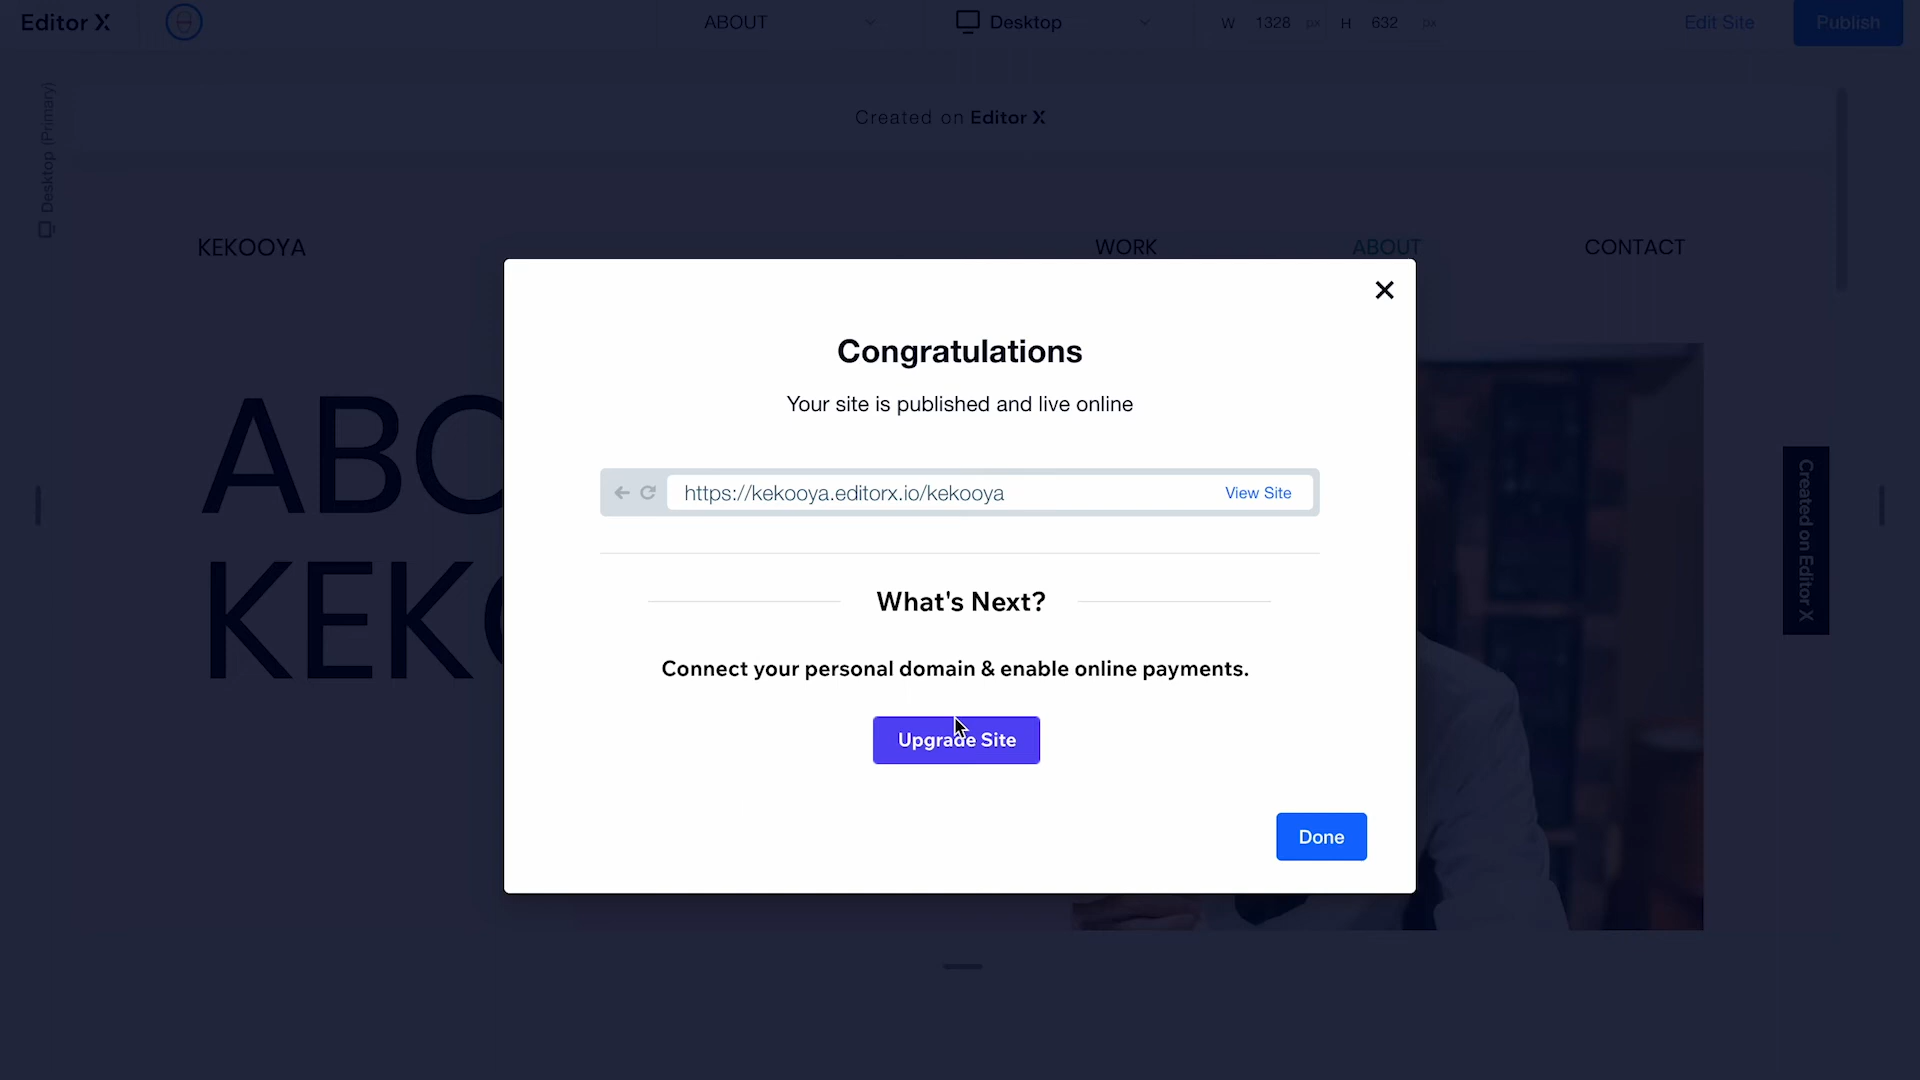 Editor X
ABOUT
Desktop
W 1328 px H 632 px
Edit Site
Publish
Desktop (Primary)
Created on Editor X
KEKOOYA
WORK
ABOUT
CONTACT
ABO
KEK
Congratulations
Your site is published and live online
https://kekooya.editorx.io/kekooya
View Site
What's Next?
Connect your personal domain & enable online payments.
Upgrade Site
Done
Created on Editor X